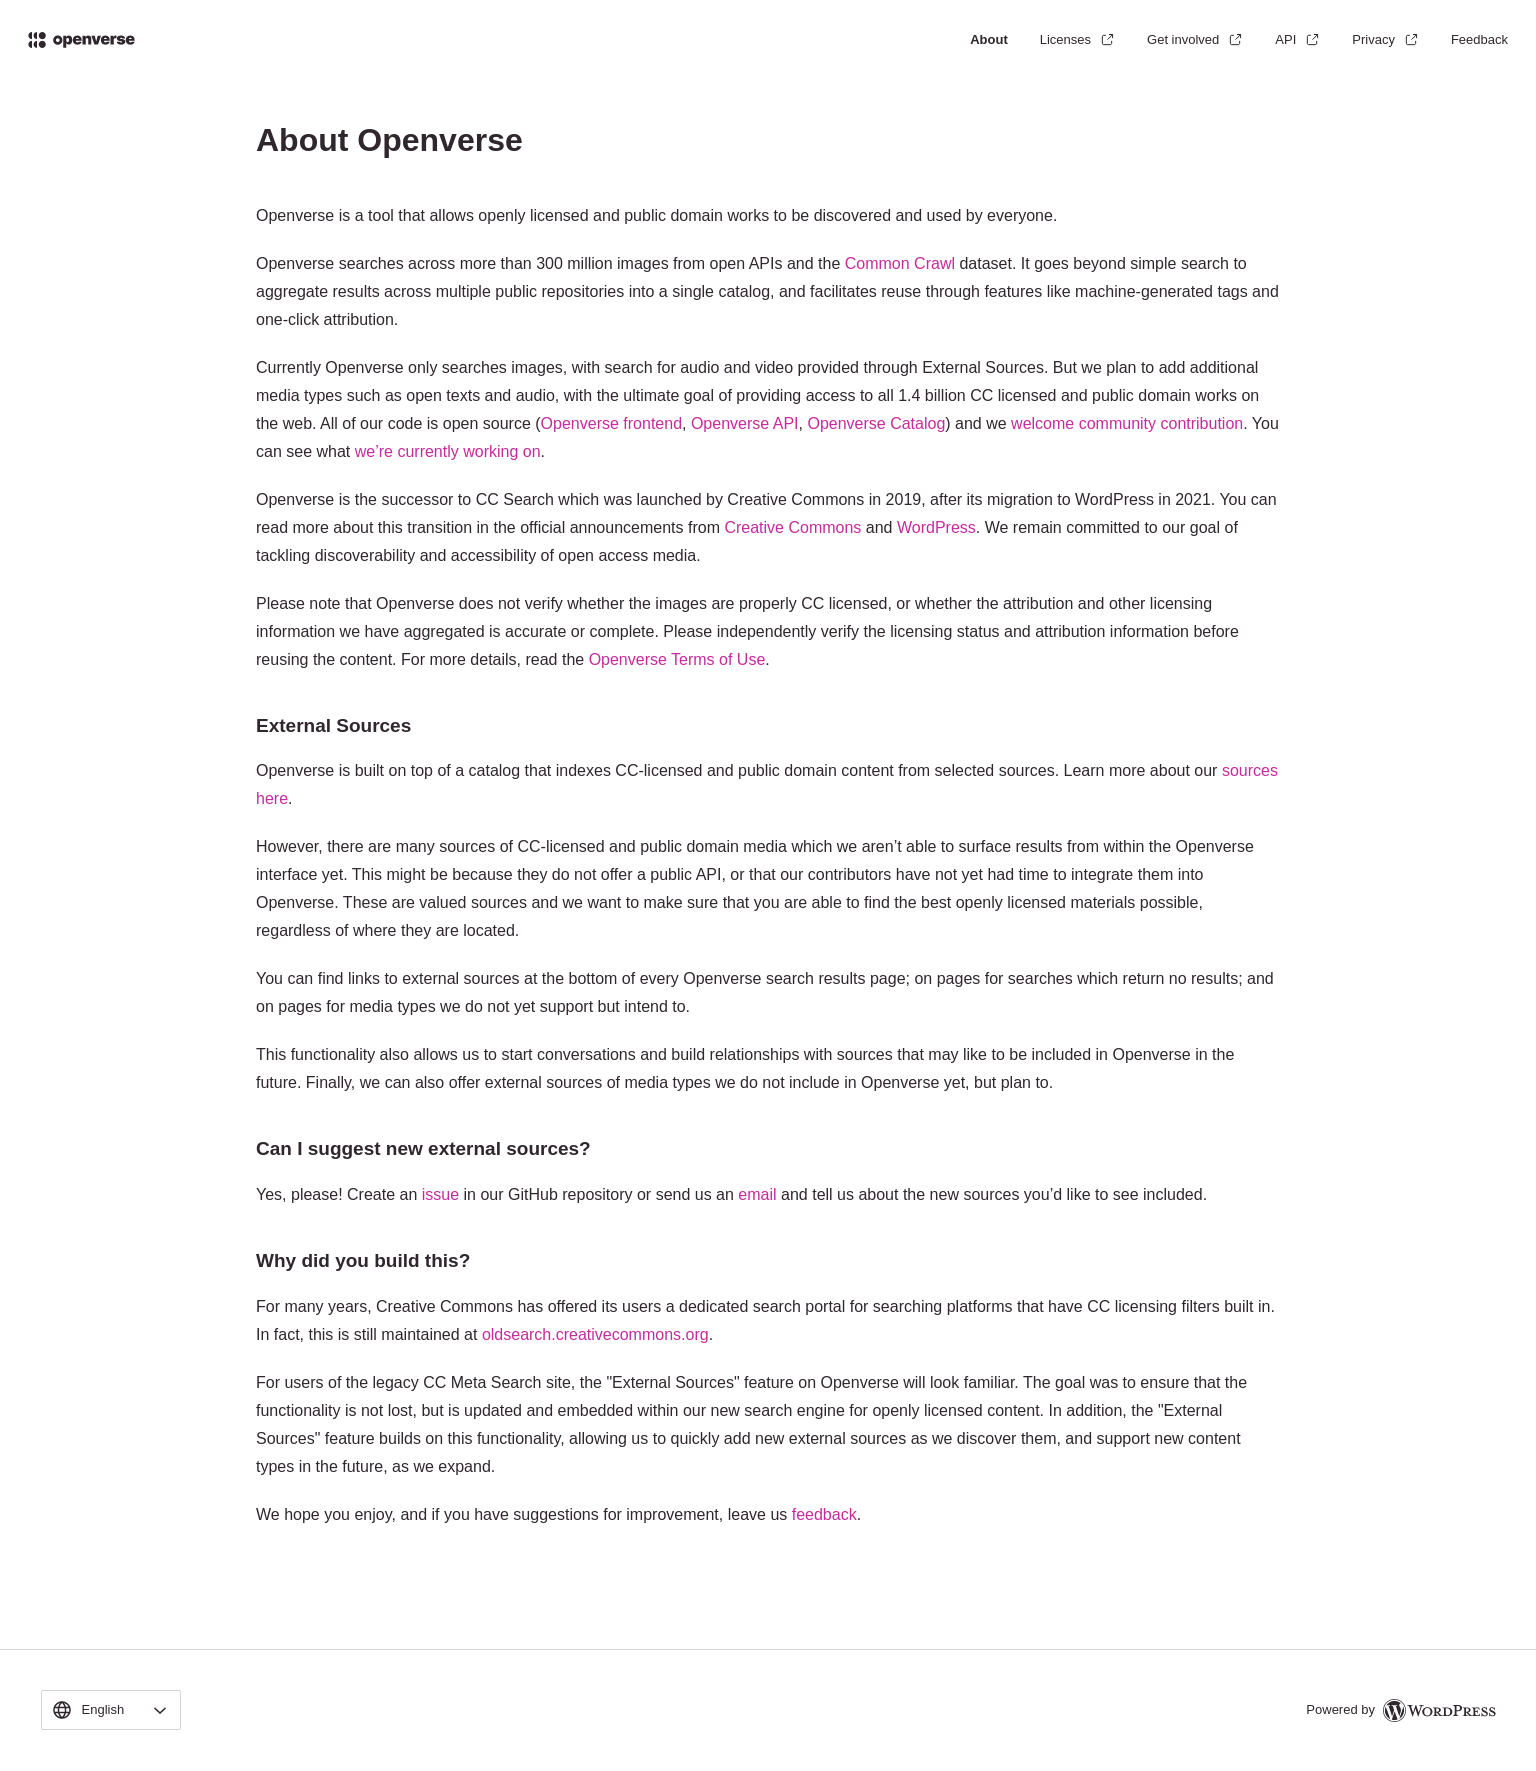 openverse
About Licenses Get involved API Privacy Feedback
About Openverse
Openverse is a tool that allows openly licensed and public domain works to be discovered and used by everyone.
Openverse searches across more than 300 million images from open APIs and the Common Crawl dataset. It goes beyond simple search to
aggregate results across multiple public repositories into a single catalog, and facilitates reuse through features like machine-generated tags and
one-click attribution.
Currently Openverse only searches images, with search for audio and video provided through External Sources. But we plan to add additional
media types such as open texts and audio, with the ultimate goal of providing access to all 1.4 billion CC licensed and public domain works on
the web. All of our code is open source (Openverse frontend, Openverse API, Openverse Catalog) and we welcome community contribution. You
can see what we’re currently working on.
Openverse is the successor to CC Search which was launched by Creative Commons in 2019, after its migration to WordPress in 2021. You can
read more about this transition in the official announcements from Creative Commons and WordPress. We remain committed to our goal of
tackling discoverability and accessibility of open access media.
Please note that Openverse does not verify whether the images are properly CC licensed, or whether the attribution and other licensing
information we have aggregated is accurate or complete. Please independently verify the licensing status and attribution information before
reusing the content. For more details, read the Openverse Terms of Use.
External Sources
Openverse is built on top of a catalog that indexes CC-licensed and public domain content from selected sources. Learn more about our sources
here.
However, there are many sources of CC-licensed and public domain media which we aren’t able to surface results from within the Openverse
interface yet. This might be because they do not offer a public API, or that our contributors have not yet had time to integrate them into
Openverse. These are valued sources and we want to make sure that you are able to find the best openly licensed materials possible,
regardless of where they are located.
You can find links to external sources at the bottom of every Openverse search results page; on pages for searches which return no results; and
on pages for media types we do not yet support but intend to.
This functionality also allows us to start conversations and build relationships with sources that may like to be included in Openverse in the
future. Finally, we can also offer external sources of media types we do not include in Openverse yet, but plan to.
Can I suggest new external sources?
Yes, please! Create an issue in our GitHub repository or send us an email and tell us about the new sources you’d like to see included.
Why did you build this?
For many years, Creative Commons has offered its users a dedicated search portal for searching platforms that have CC licensing filters built in.
In fact, this is still maintained at oldsearch.creativecommons.org.
For users of the legacy CC Meta Search site, the "External Sources" feature on Openverse will look familiar. The goal was to ensure that the
functionality is not lost, but is updated and embedded within our new search engine for openly licensed content. In addition, the "External
Sources" feature builds on this functionality, allowing us to quickly add new external sources as we discover them, and support new content
types in the future, as we expand.
We hope you enjoy, and if you have suggestions for improvement, leave us feedback.
English
Powered by WordPress